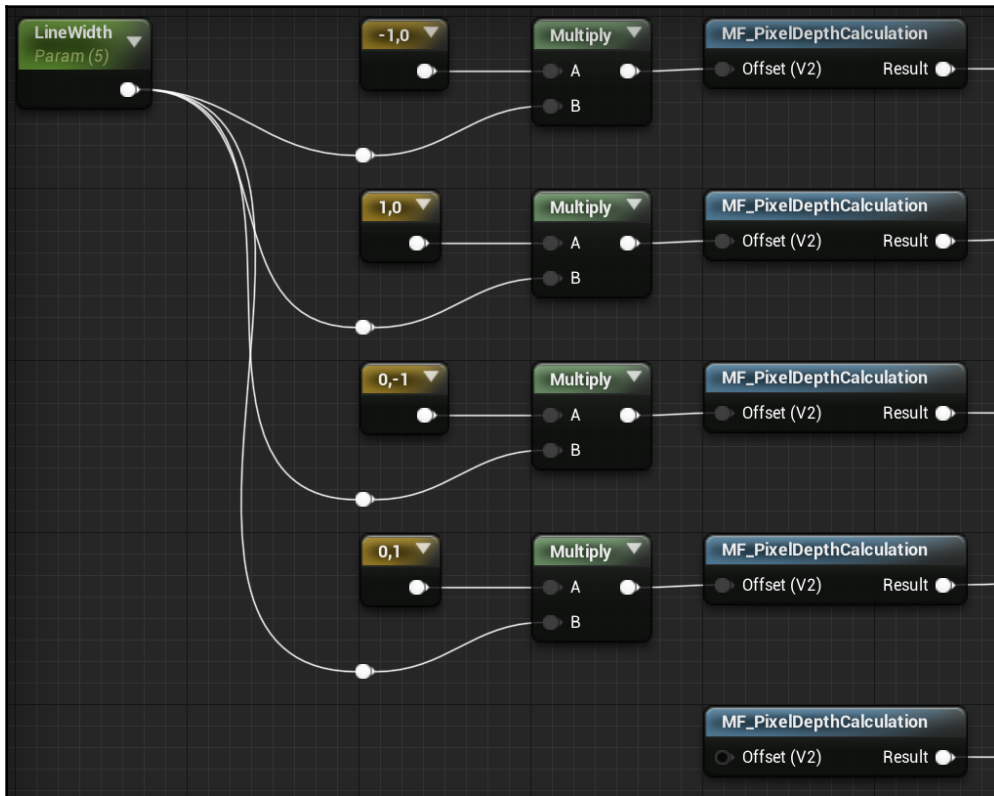 LineWidth
Param (5)
-1,0
Multiply
A
B
MF_PixelDepthCalculation
Offset (V2) Result
1,0
Multiply
A
B
MF_PixelDepthCalculation
Offset (V2) Result
0,-1
Multiply
A
B
MF_PixelDepthCalculation
Offset (V2) Result
0,1
Multiply
A
B
MF_PixelDepthCalculation
Offset (V2) Result
MF_PixelDepthCalculation
Offset (V2) Result